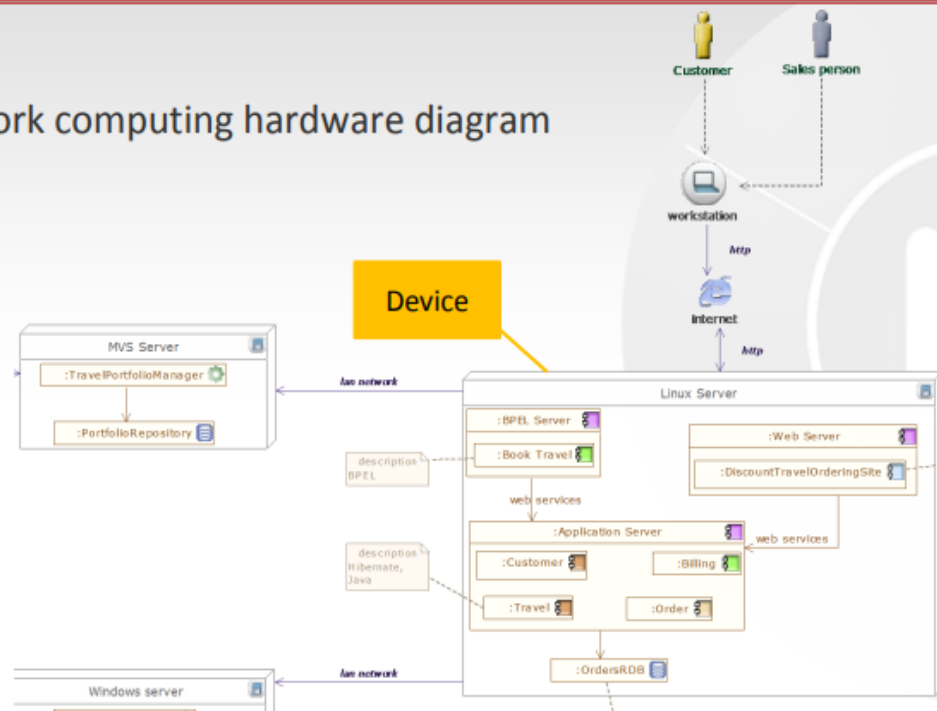 ork computing hardware diagram
Customer
Sales person
workstation
http
Internet
http
Device
MVS Server
:TravelPortfolioManager
:PortfolioRepository
lan network
Linux Server
:BPEL Server
:Book Travel
description
BPEL
:Web Server
:DiscountTravelOrderingSite
web services
:Application Server
web services
:Customer
:Billing
description
Hibernate,
Java
:Travel
:Order
:OrdersRDB
lan network
Windows server